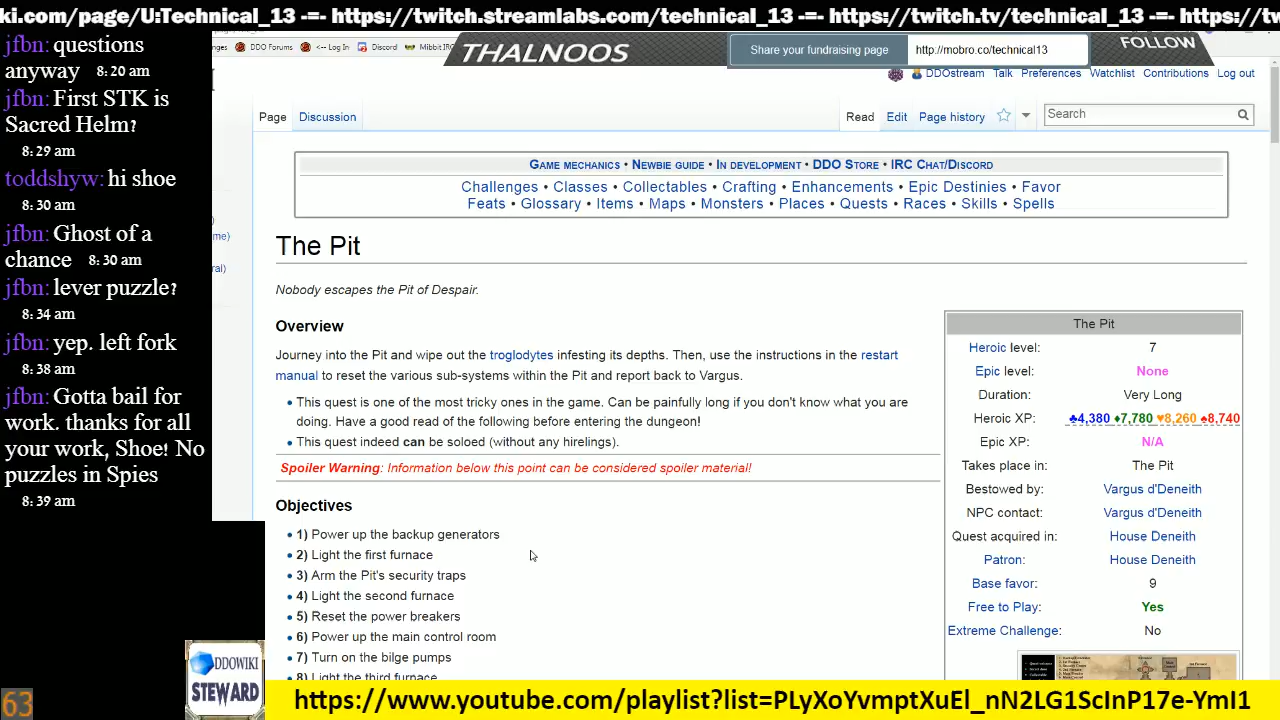 ki.com/page/U:Technical_13 -=- https://twitch.streamlabs.com/technical_13 -=- https://twitch.tv/technical_13 -=- https://tw
jfbn: questions
anyway 8:20 am
jfbn: First STK is
Sacred Helm?
8:29 am
toddshyw: hi shoe
8:30 am
jfbn: Ghost of a
chance 8:30 am
jfbn: lever puzzle?
8:34 am
jfbn: yep. left fork
8:38 am
jfbn: Gotta bail for
work. thanks for all
your work, Shoe! No
puzzles in Spies
8:39 am
DDO Forums <-- Log In Discord Mibbit IR
THALNOOS
Share your fundraising page http://mobro.co/technical13
FOLLOW
DDOstream Talk Preferences Watchlist Contributions Log out
Page Discussion Read Edit Page history Search
GAME MECHANICS • NEWBIE GUIDE • IN DEVELOPMENT • DDO STORE • IRC CHAT/DISCORD
Challenges • Classes • Collectables • Crafting • Enhancements • Epic Destinies • Favor
Feats • Glossary • Items • Maps • Monsters • Places • Quests • Races • Skills • Spells
me)
ral)
The Pit
Nobody escapes the Pit of Despair.
Overview
Journey into the Pit and wipe out the troglodytes infesting its depths. Then, use the instructions in the restart
manual to reset the various sub-systems within the Pit and report back to Vargus.
• This quest is one of the most tricky ones in the game. Can be painfully long if you don't know what you are
doing. Have a good read of the following before entering the dungeon!
• This quest indeed can be soloed (without any hirelings).
Spoiler Warning: Information below this point can be considered spoiler material!
Objectives
• 1) Power up the backup generators
• 2) Light the first furnace
• 3) Arm the Pit's security traps
• 4) Light the second furnace
• 5) Reset the power breakers
• 6) Power up the main control room
• 7) Turn on the bilge pumps
• 8) Light the third furnace
The Pit
Heroic level: 7
Epic level: None
Duration: Very Long
Heroic XP: ♣4,380 ♦7,780 ♥8,260 ♠8,740
Epic XP: N/A
Takes place in: The Pit
Bestowed by: Vargus d'Deneith
NPC contact: Vargus d'Deneith
Quest acquired in: House Deneith
Patron: House Deneith
Base favor: 9
Free to Play: Yes
Extreme Challenge: No
DDOWIKI
STEWARD
63
https://www.youtube.com/playlist?list=PLyXoYvmptXuEl_nN2LG1ScInP17e-YmI1